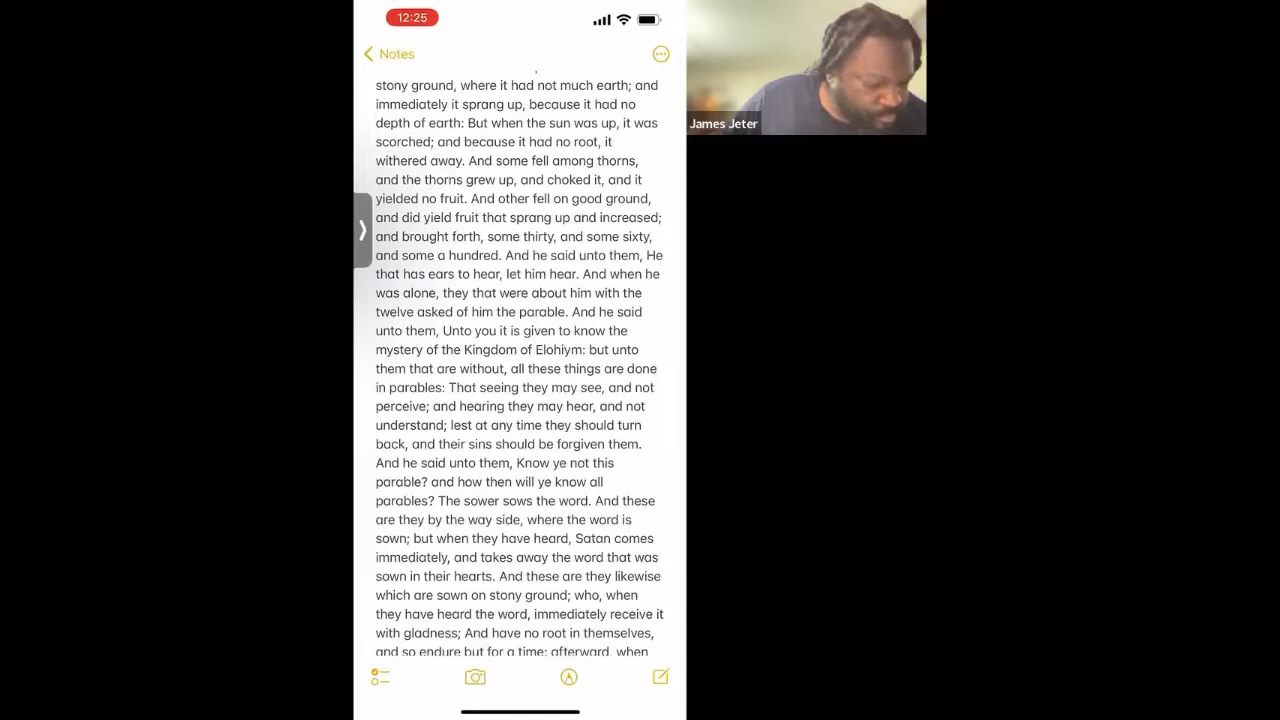 12:25
Notes
stony ground, where it had not much earth; and
immediately it sprang up, because it had no
depth of earth: But when the sun was up, it was
scorched; and because it had no root, it
withered away. And some fell among thorns,
and the thorns grew up, and choked it, and it
yielded no fruit. And other fell on good ground,
and did yield fruit that sprang up and increased;
and brought forth, some thirty, and some sixty,
and some a hundred. And he said unto them, He
that has ears to hear, let him hear. And when he
was alone, they that were about him with the
twelve asked of him the parable. And he said
unto them, Unto you it is given to know the
mystery of the Kingdom of Elohiym: but unto
them that are without, all these things are done
in parables: That seeing they may see, and not
perceive; and hearing they may hear, and not
understand; lest at any time they should turn
back, and their sins should be forgiven them.
And he said unto them, Know ye not this
parable? and how then will ye know all
parables? The sower sows the word. And these
are they by the way side, where the word is
sown; but when they have heard, Satan comes
immediately, and takes away the word that was
sown in their hearts. And these are they likewise
which are sown on stony ground; who, when
they have heard the word, immediately receive it
with gladness; And have no root in themselves,
and so endure but for a time: afterward, when
James Jeter